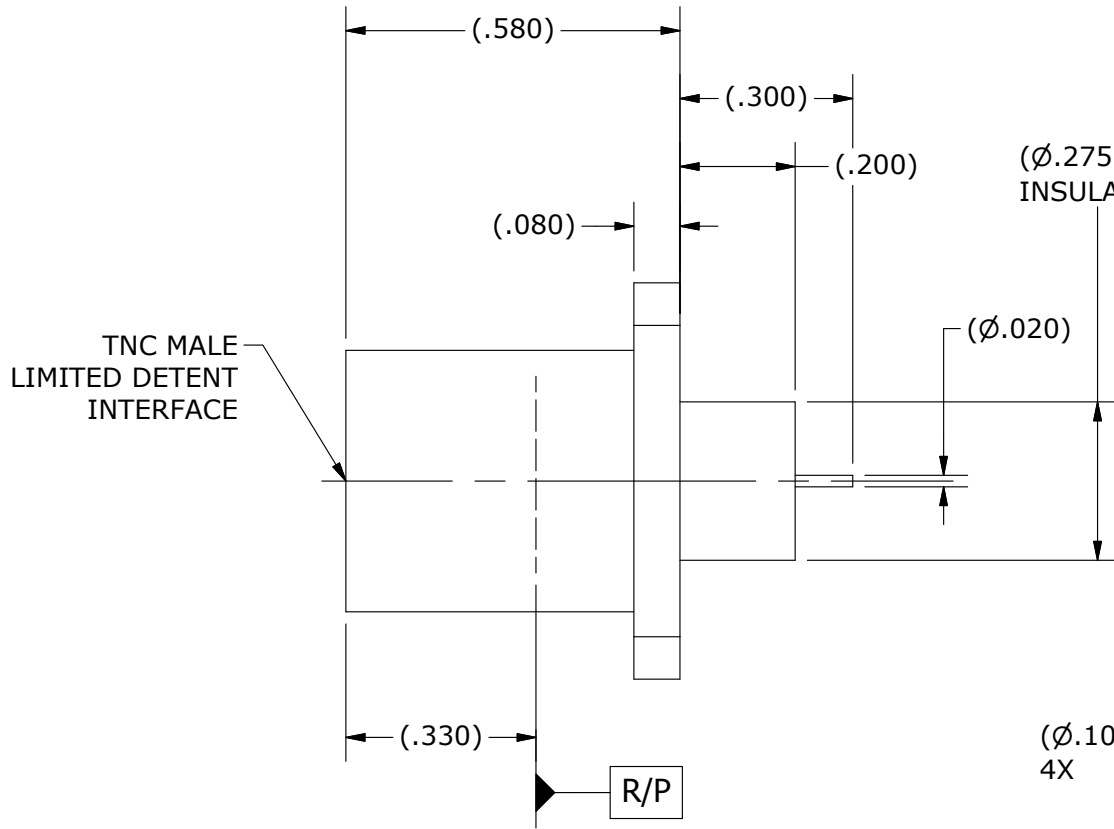 (.580)
(.300)
(.200)
(Ø.275
INSULA
(.080)
(Ø.020)
TNC MALE
LIMITED DETENT
INTERFACE
(.330)
R/P
(Ø.10
4X